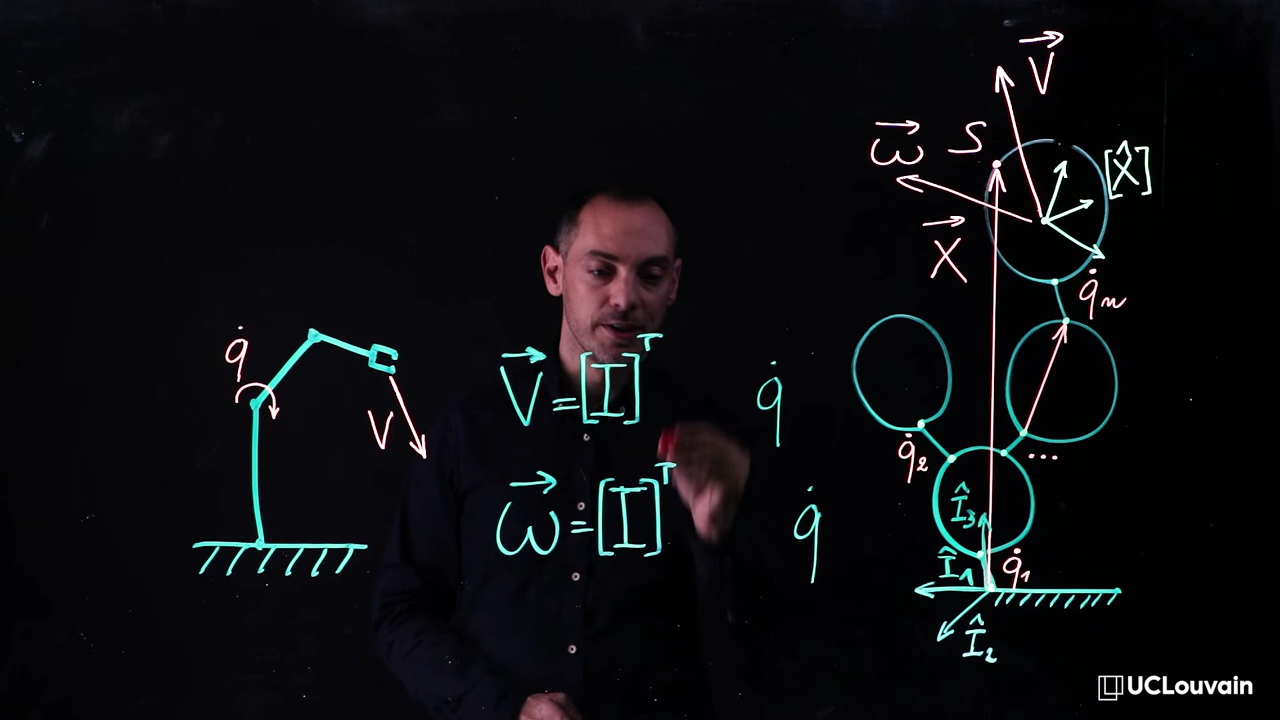 q̇
V
V⃗ = [I]ᵀ q̇
ω⃗ = [I]ᵀ q̇
V⃗
ω⃗ S
[X̂]
X⃗
q̇n
q̇2 ...
Î3
Î1 q̇1
Î2
UCLouvain